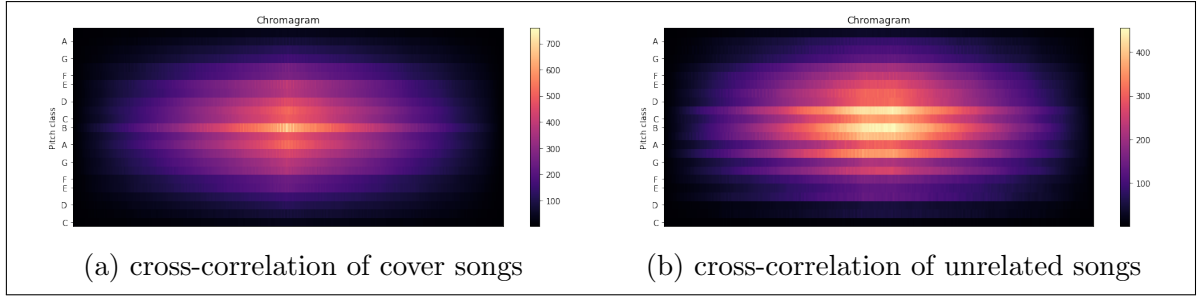 Chromagram
Pitch class
A
G
F
E
D
C
B
A
G
F
E
D
C
700
600
500
400
300
200
100
(a) cross-correlation of cover songs
Chromagram
Pitch class
A
G
F
E
D
C
B
A
G
F
E
D
C
400
300
200
100
(b) cross-correlation of unrelated songs